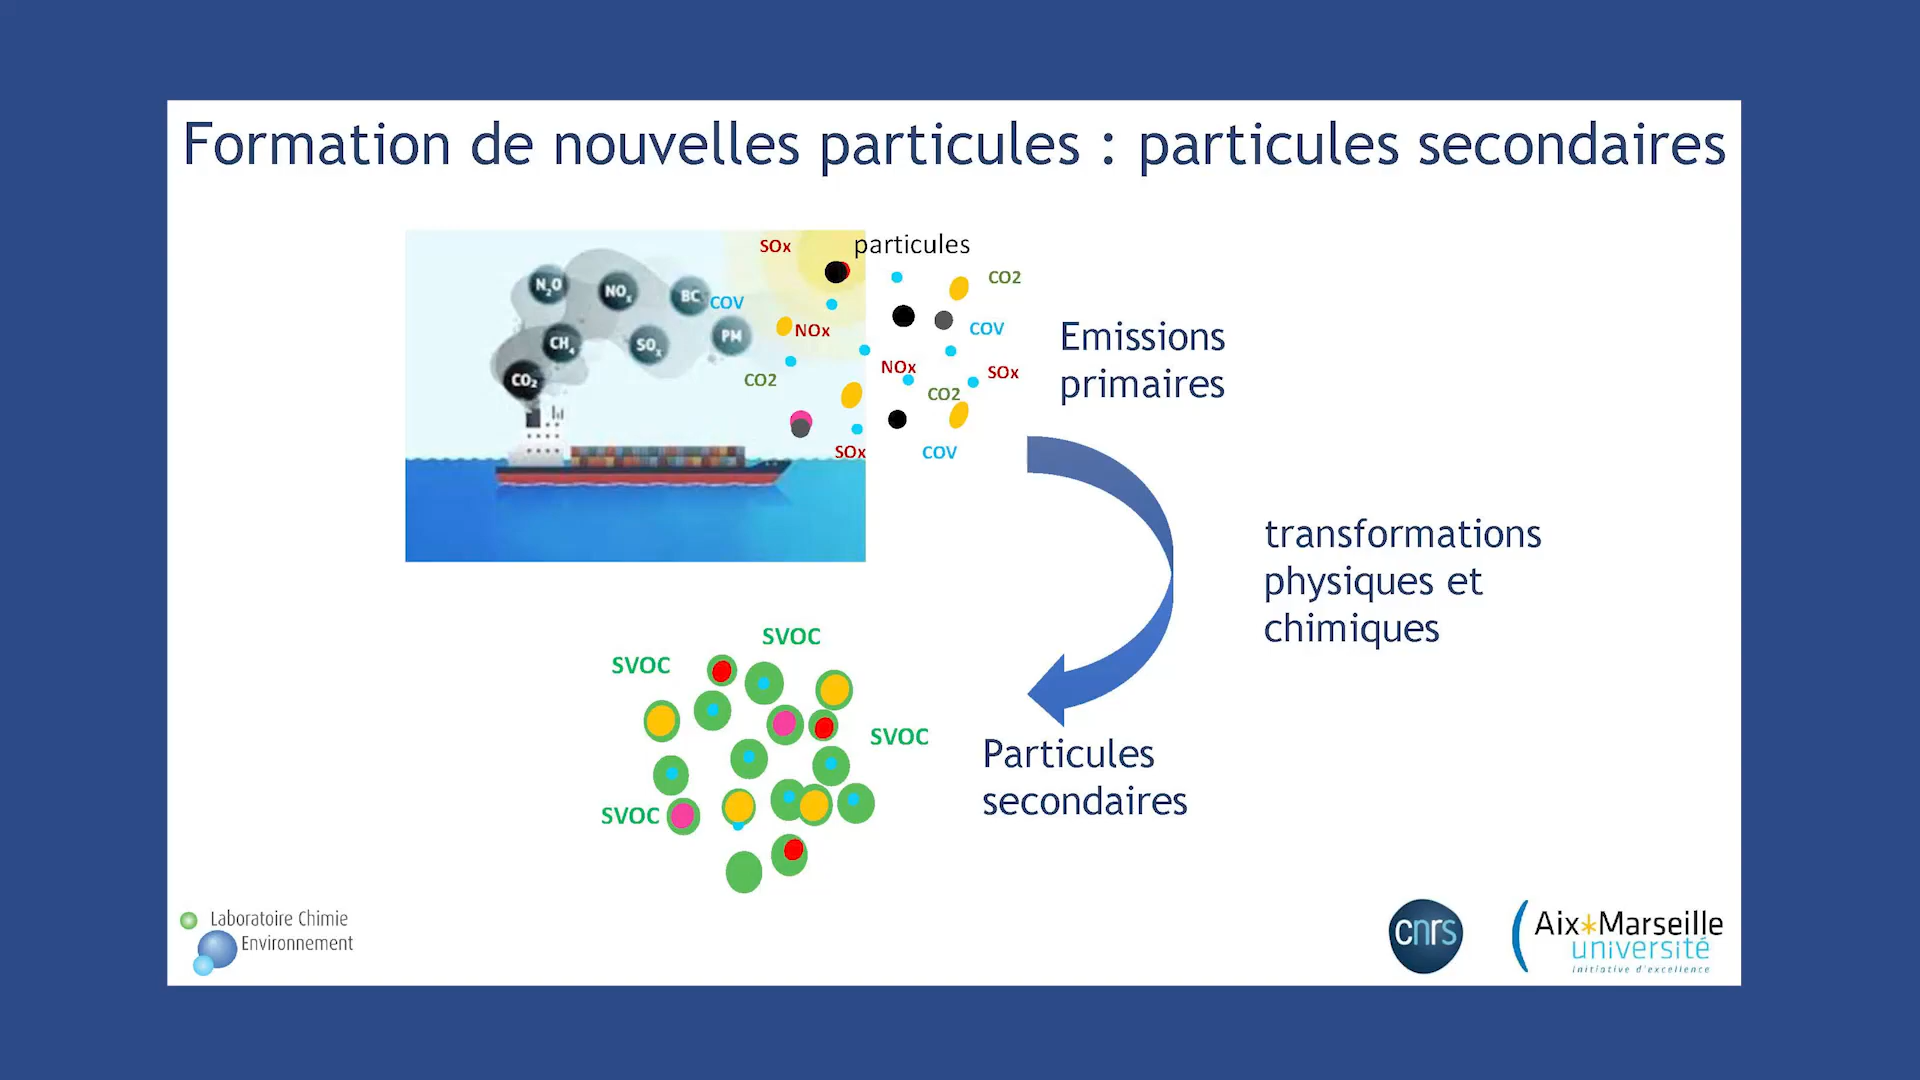 Formation de nouvelles particules : particules secondaires
SOx
particules
CO2
N2O
NOx
BC
COV
NOx
COV
PM
CH4
SOx
Emissions
primaires
NOx
SOx
CO2
CO2
CO2
SOx
COV
transformations
physiques et
chimiques
SVOC
SVOC
SVOC
Particules
secondaires
SVOC
Laboratoire Chimie
Environnement
cnrs
Aix*Marseille
université
Initiative d'excellence